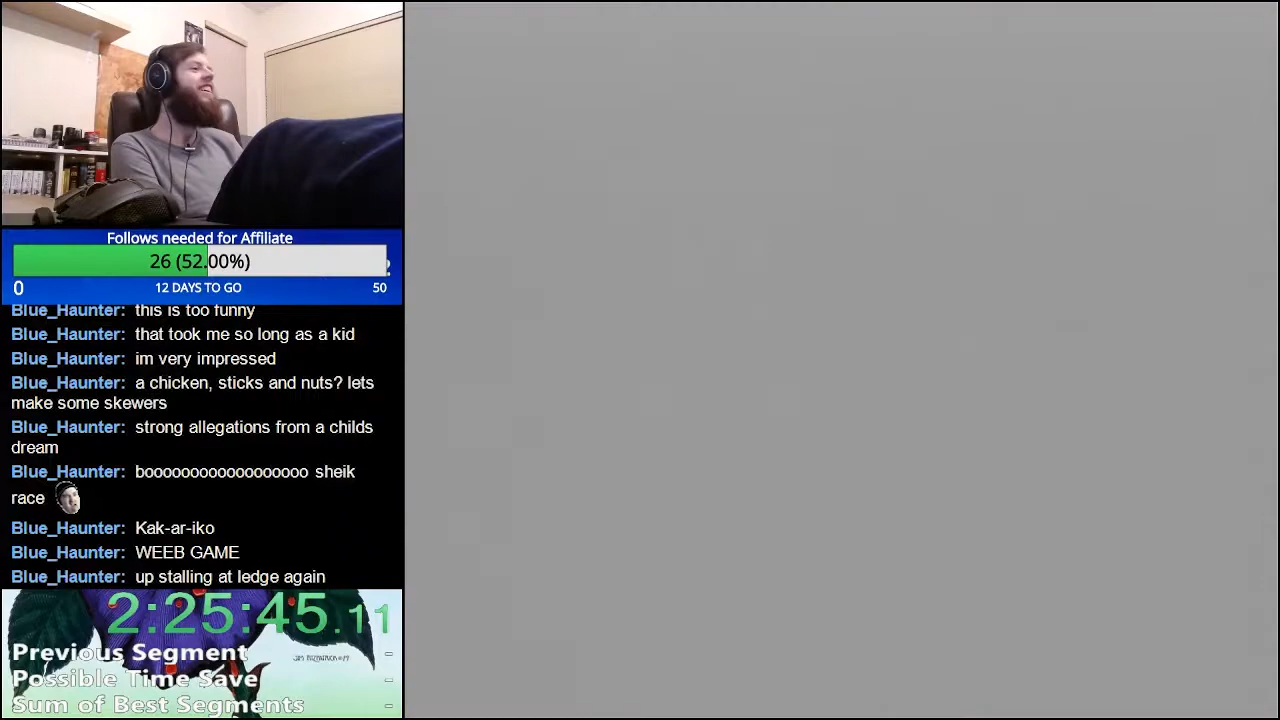 Follows needed for Affiliate
26 (52.00%)
0 12 DAYS TO GO 50
Blue_Haunter: this is too funny
Blue_Haunter: that took me so long as a kid
Blue_Haunter: im very impressed
Blue_Haunter: a chicken, sticks and nuts? lets
make some skewers
Blue_Haunter: strong allegations from a childs
dream
Blue_Haunter: boooooooooooooooooo sheik
race
Blue_Haunter: Kak-ar-iko
Blue_Haunter: WEEB GAME
Blue_Haunter: up stalling at ledge again
2:25:45.11
Previous Segment -
Possible Time Save -
Sum of Best Segments -